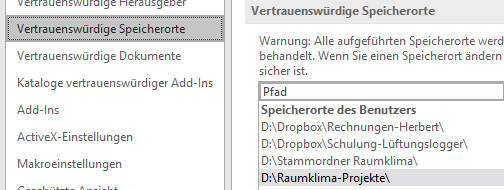 Vertrauenswürdige Herausgeber
Vertrauenswürdige Speicherorte
Vertrauenswürdige Dokumente
Kataloge vertrauenswürdiger Add-Ins
Add-Ins
ActiveX-Einstellungen
Makroeinstellungen
Geschützte Ansicht
Vertrauenswürdige Speicherorte
Warnung: Alle aufgeführten Speicherorte werd
behandelt. Wenn Sie einen Speicherort ändern
sicher ist.
Pfad
Speicherorte des Benutzers
D:\Dropbox\Rechnungen-Herbert\
D:\Dropbox\Schulung-Lüftungslogger\
D:\Stammordner Raumklima\
D:\Raumklima-Projekte\